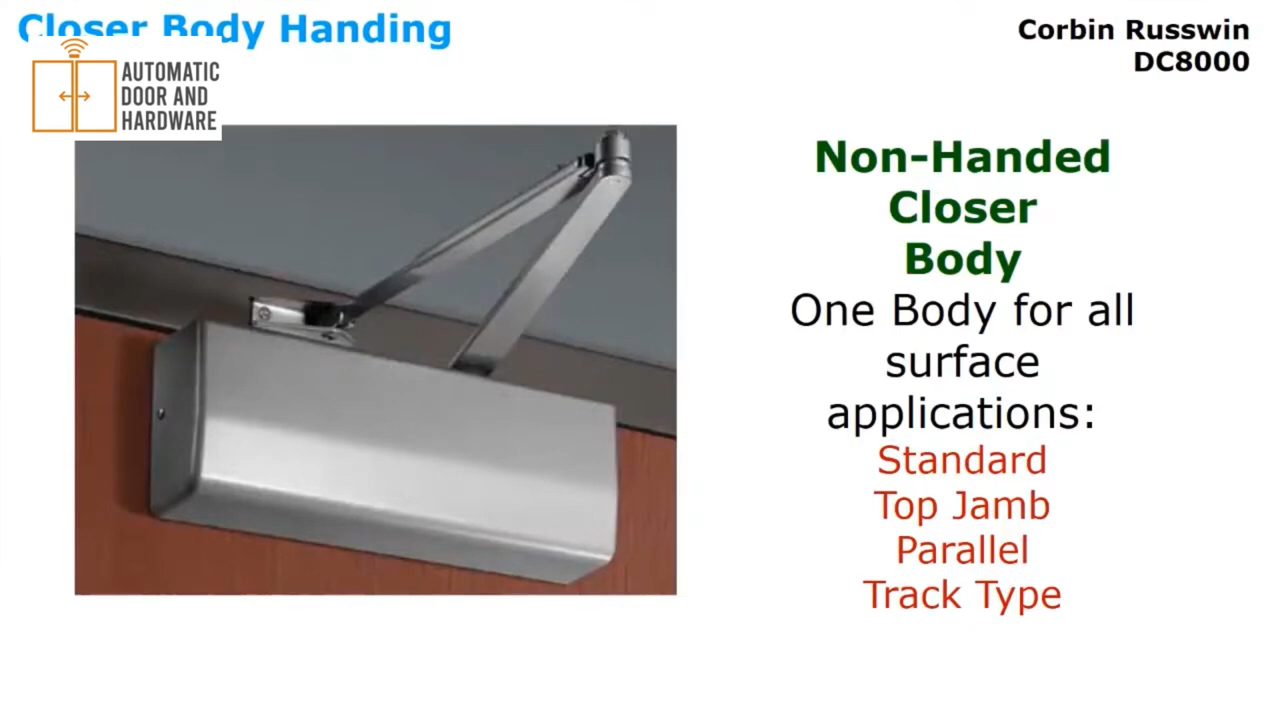 Closer Body Handing
Corbin Russwin
DC8000
AUTOMATIC
DOOR AND
HARDWARE
Non-Handed
Closer
Body
One Body for all
surface
applications:
Standard
Top Jamb
Parallel
Track Type